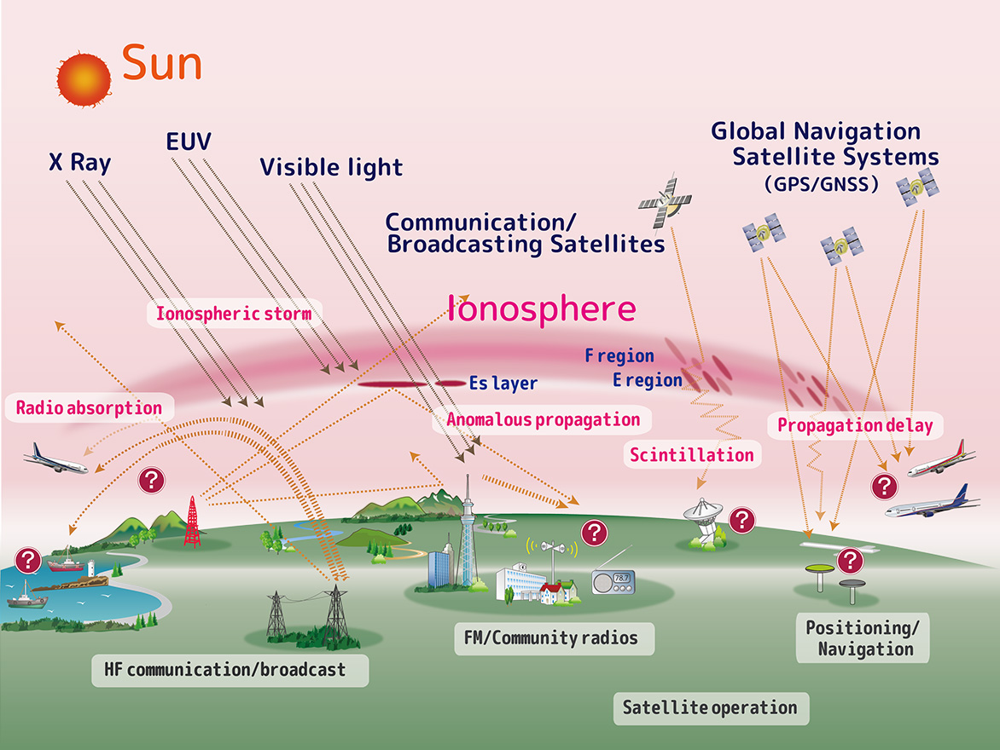 Sun
X Ray
EUV
Visible light
Global Navigation
Satellite Systems
(GPS/GNSS)
Communication/
Broadcasting Satellites
Ionospheric storm
Ionosphere
F region
E region
Es layer
Radio absorption
Anomalous propagation
Propagation delay
Scintillation
?
?
?
?
?
?
78.7
HF communication/broadcast
FM/Community radios
Positioning/
Navigation
Satellite operation